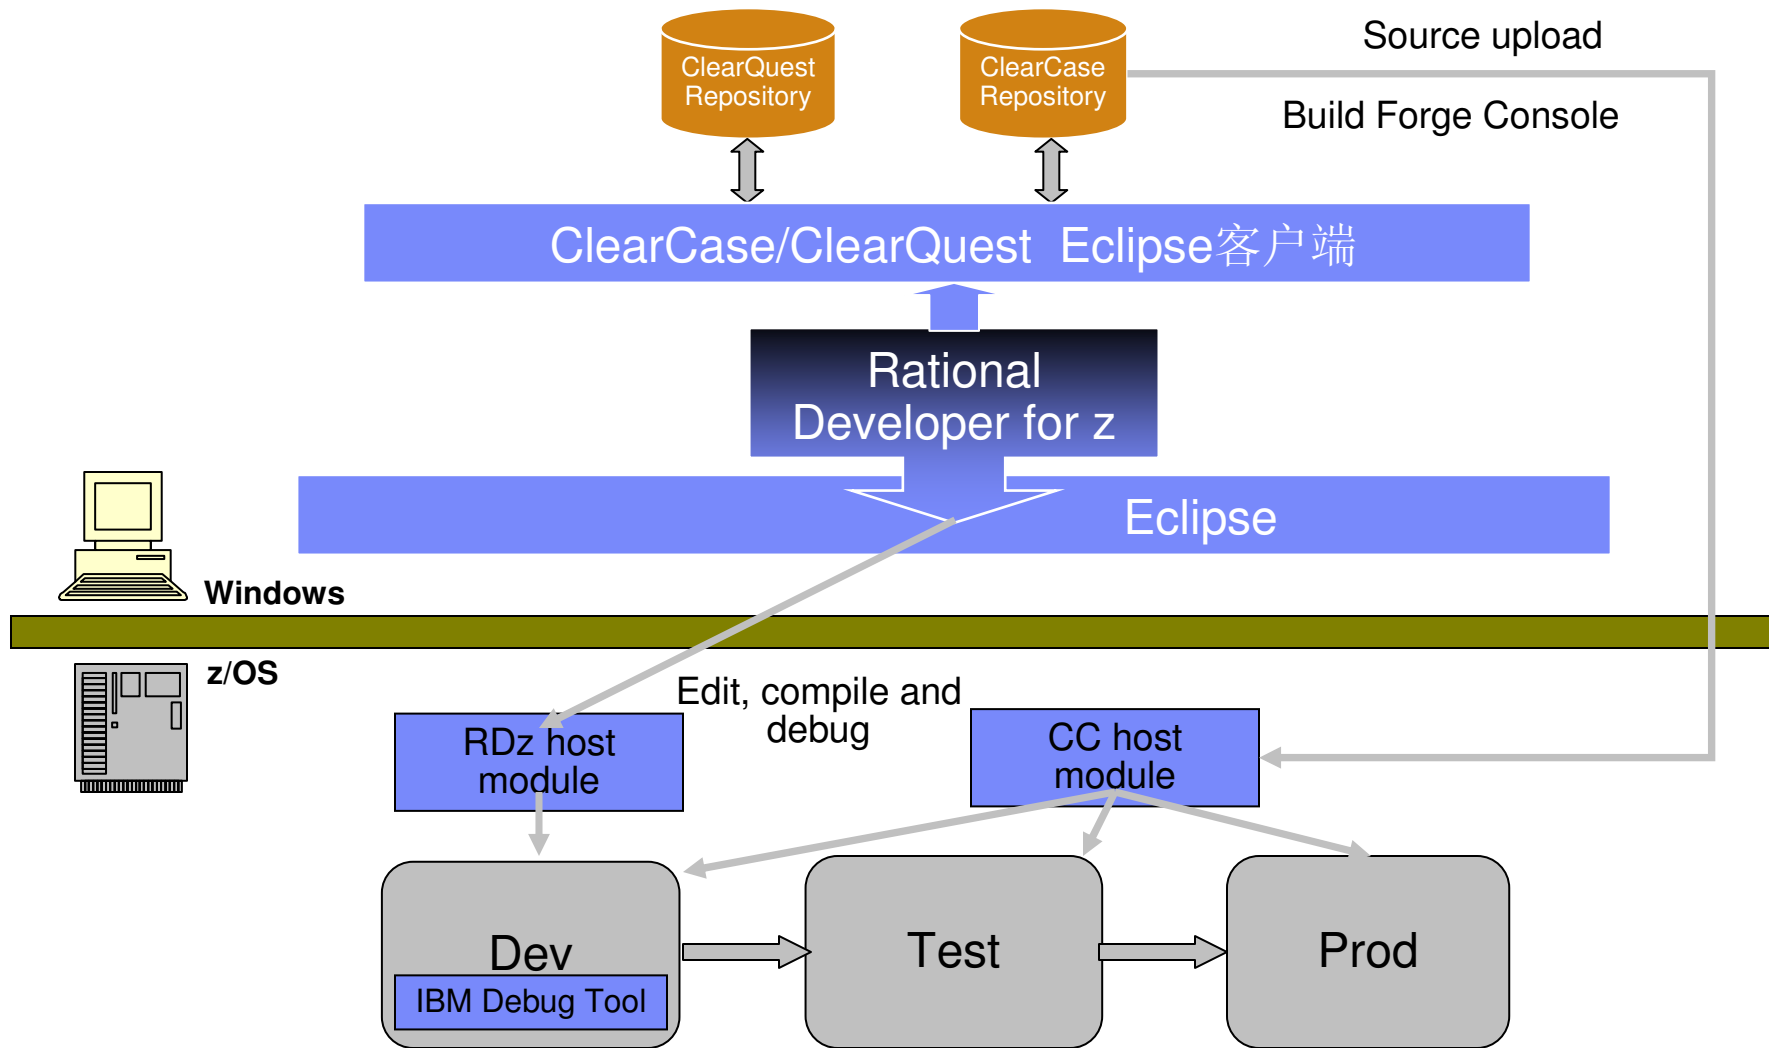 Source upload
ClearQuest
Repository
ClearCase
Repository
Build Forge Console
ClearCase/ClearQuest Eclipse客户端
Rational
Developer for z
Eclipse
Windows
z/OS
Edit, compile and
debug
RDz host
module
CC host
module
Dev
IBM Debug Tool
Test
Prod